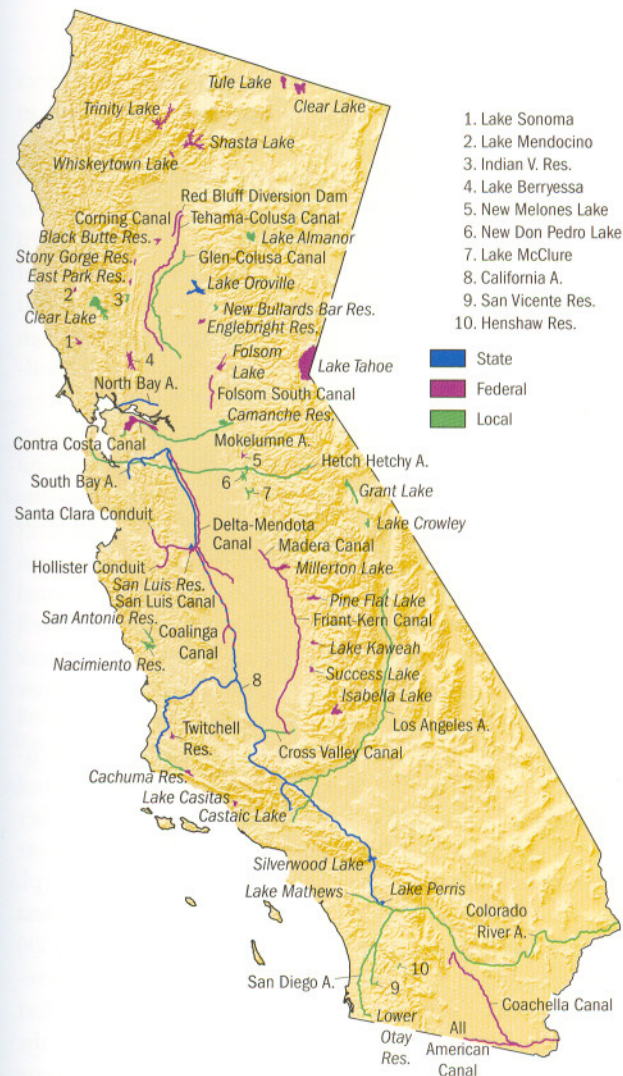 Tule Lake
Clear Lake
Trinity Lake
Shasta Lake
Whiskeytown Lake
1. Lake Sonoma
2. Lake Mendocino
3. Indian V. Res.
4. Lake Berryessa
5. New Melones Lake
6. New Don Pedro Lake
7. Lake McClure
8. California A.
9. San Vicente Res.
10. Henshaw Res.
State
Federal
Local
Red Bluff Diversion Dam
Corning Canal
Tehama-Colusa Canal
Black Butte Res.
Lake Almanor
Stony Gorge Res.
Glen-Colusa Canal
East Park Res.
Lake Oroville
2
3
New Bullards Bar Res.
Clear Lake
Englebright Res.
1
4
Folsom
Lake
Lake Tahoe
North Bay A.
Folsom South Canal
Camanche Res.
Contra Costa Canal
Mokelumne A.
5
Hetch Hetchy A.
South Bay A.
6
7
Grant Lake
Santa Clara Conduit
Lake Crowley
Delta-Mendota
Canal
Madera Canal
Hollister Conduit
Millerton Lake
San Luis Res.
San Luis Canal
Pine Flat Lake
San Antonio Res.
Friant-Kern Canal
Coalinga
Canal
Lake Kaweah
Nacimiento Res.
Success Lake
8
Isabella Lake
Twitchell
Res.
Los Angeles A.
Cross Valley Canal
Cachuma Res.
Lake Casitas
Castaic Lake
Silverwood Lake
Lake Mathews
Lake Perris
Colorado
River A.
San Diego A.
10
9
Coachella Canal
Lower
Otay
Res.
All
American
Canal